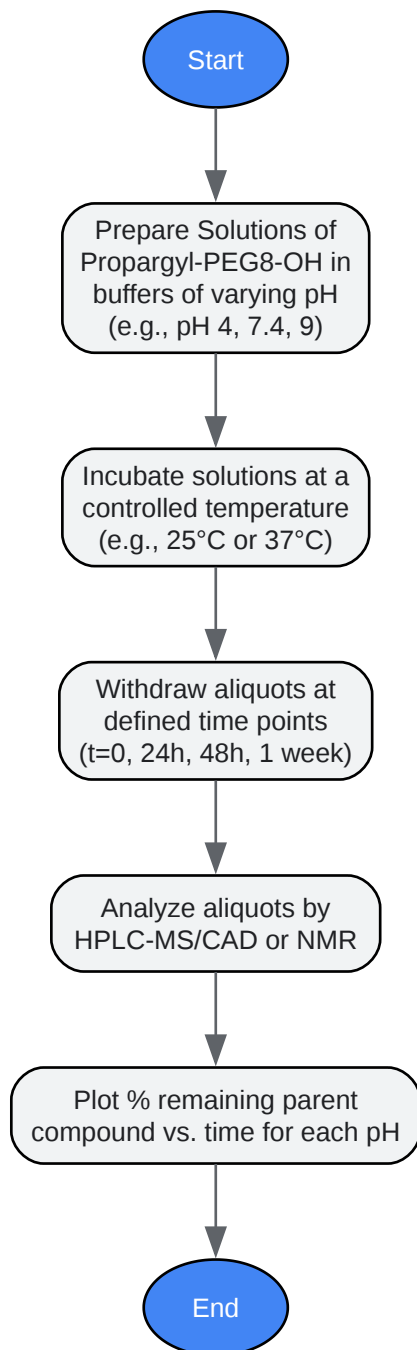 Start
Prepare Solutions of
Propargyl-PEG8-OH in
buffers of varying pH
(e.g., pH 4, 7.4, 9)
Incubate solutions at a
controlled temperature
(e.g., 25°C or 37°C)
Withdraw aliquots at
defined time points
(t=0, 24h, 48h, 1 week)
Analyze aliquots by
HPLC-MS/CAD or NMR
Plot % remaining parent
compound vs. time for each pH
End